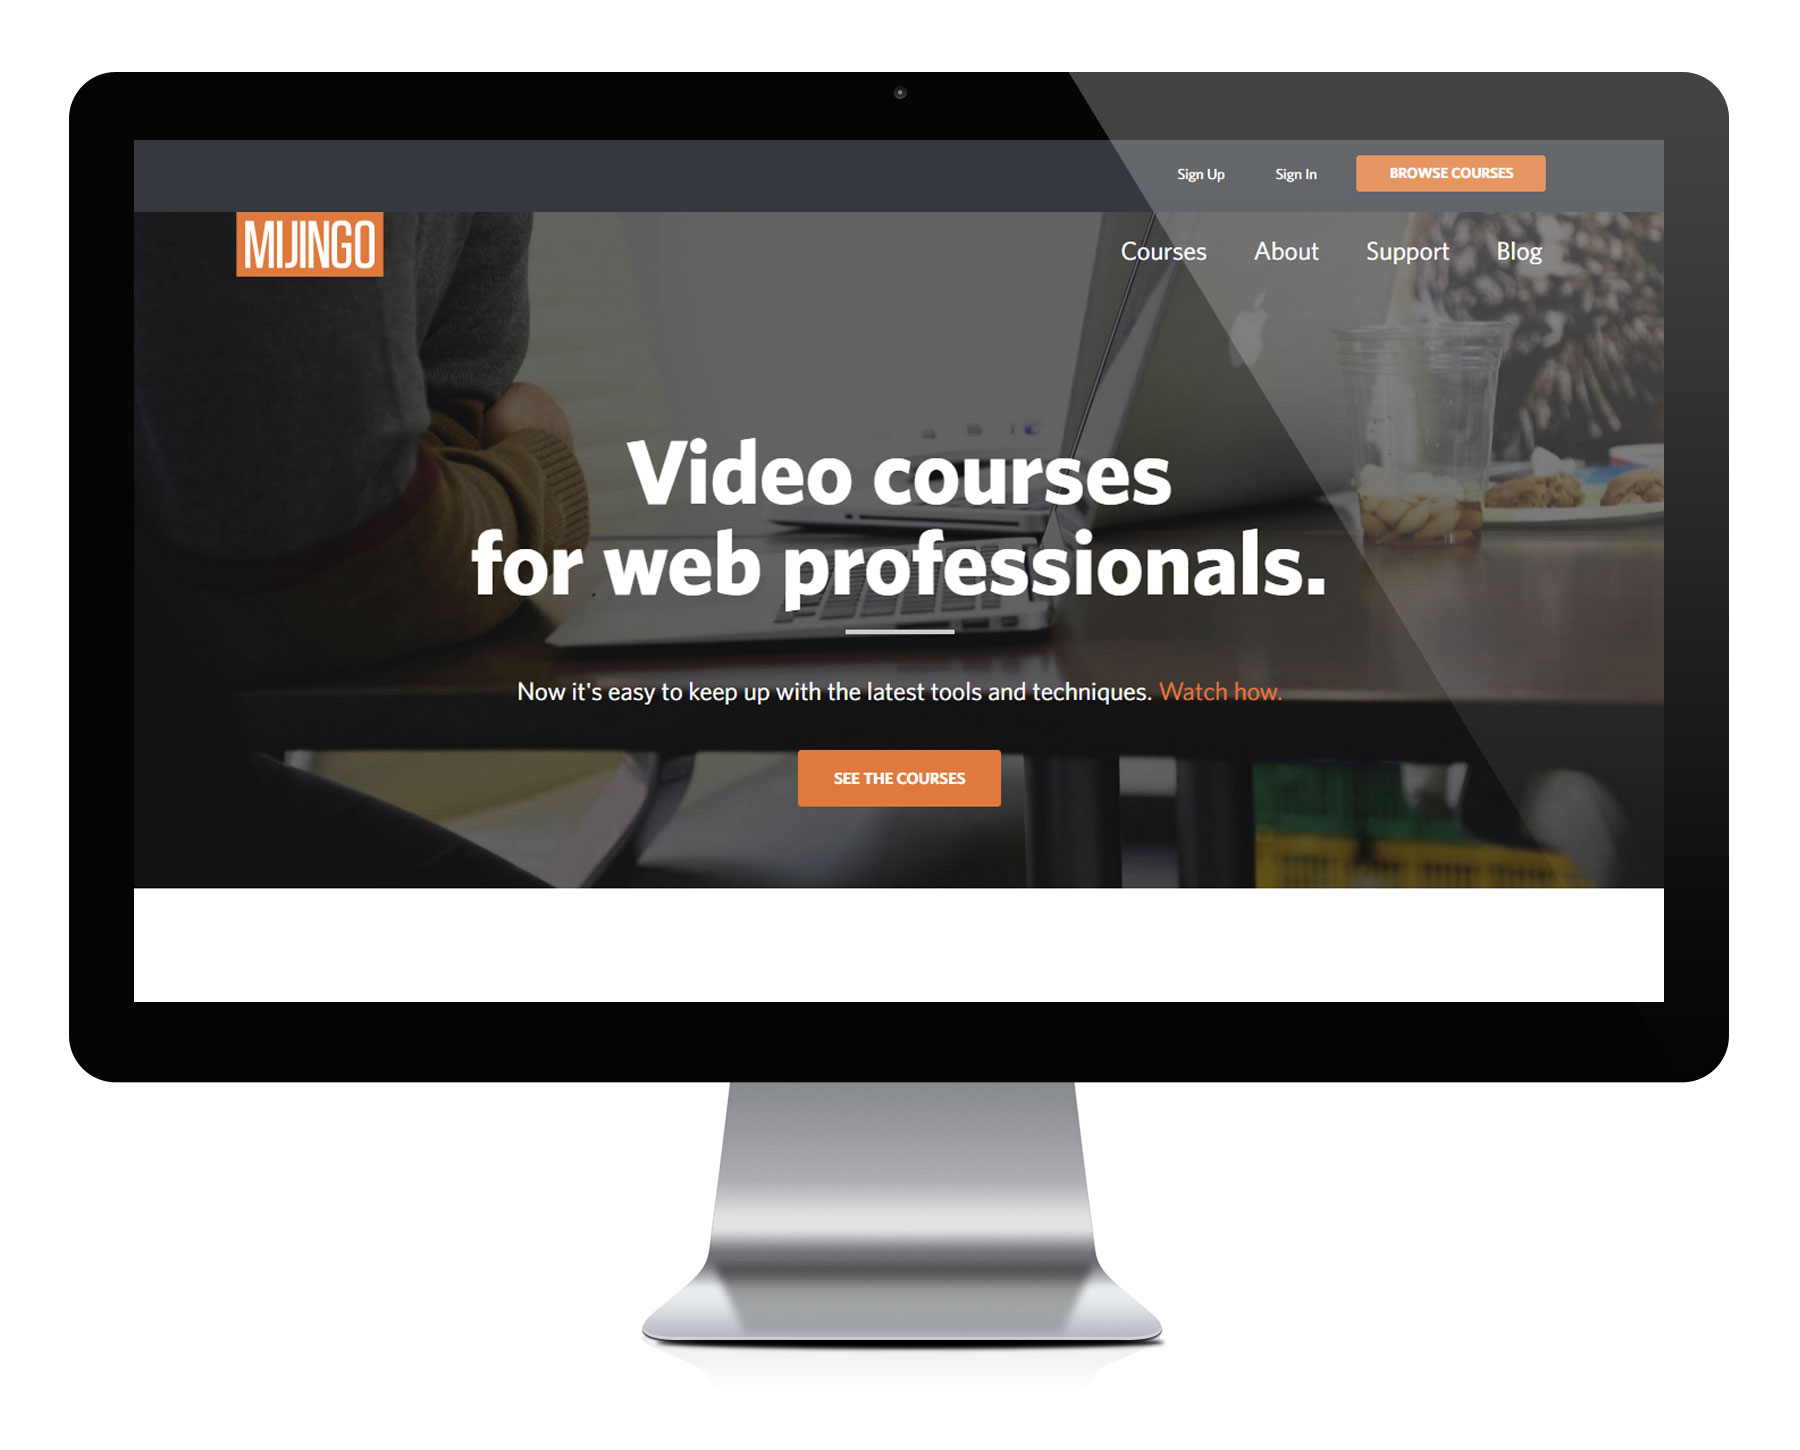 Sign Up
Sign In
BROWSE COURSES
MIJINGO
Courses
About
Support
Blog
Video courses
for web professionals.
Now it's easy to keep up with the latest tools and techniques. Watch how.
SEE THE COURSES